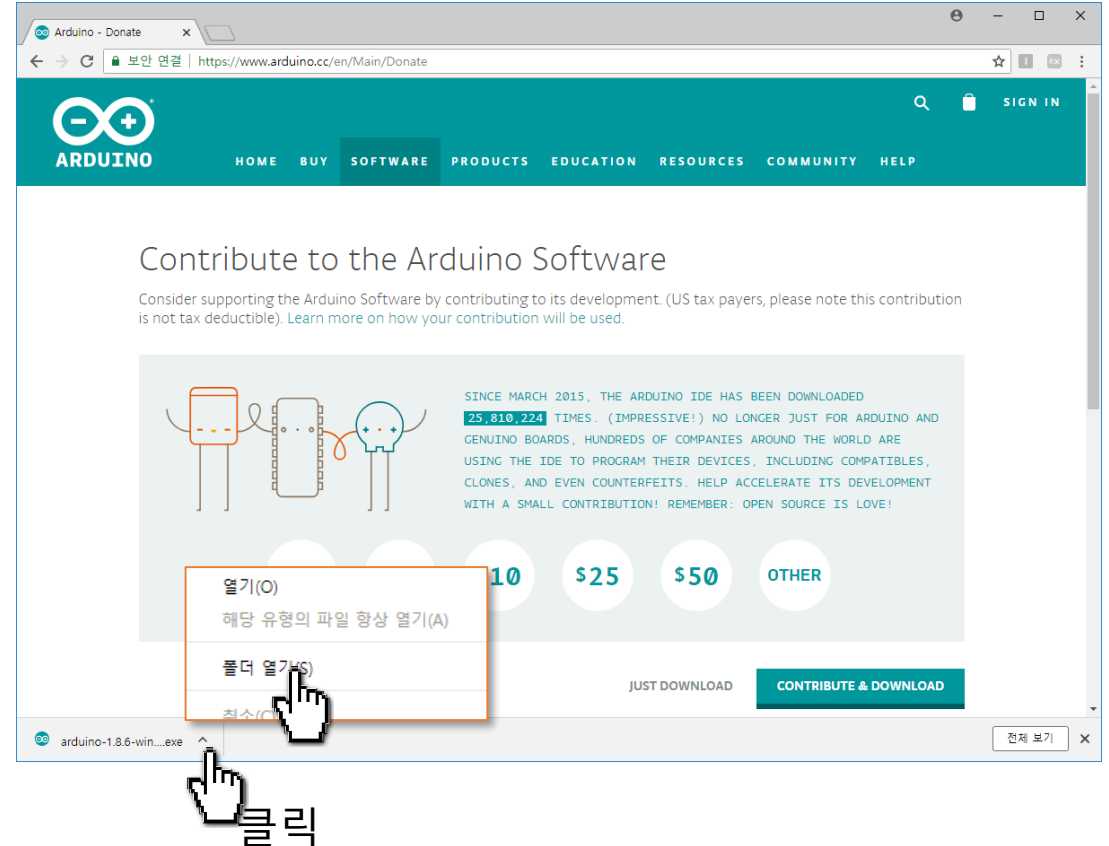 Arduino - Donate
보안 연결 | https://www.arduino.cc/en/Main/Donate
SIGN IN
ARDUINO
HOME BUY SOFTWARE PRODUCTS EDUCATION RESOURCES COMMUNITY HELP
Contribute to the Arduino Software
Consider supporting the Arduino Software by contributing to its development. (US tax payers, please note this contribution
is not tax deductible). Learn more on how your contribution will be used.
SINCE MARCH 2015, THE ARDUINO IDE HAS BEEN DOWNLOADED
25,810,224 TIMES. (IMPRESSIVE!) NO LONGER JUST FOR ARDUINO AND
GENUINO BOARDS, HUNDREDS OF COMPANIES AROUND THE WORLD ARE
USING THE IDE TO PROGRAM THEIR DEVICES, INCLUDING COMPATIBLES,
CLONES, AND EVEN COUNTERFEITS. HELP ACCELERATE ITS DEVELOPMENT
WITH A SMALL CONTRIBUTION! REMEMBER: OPEN SOURCE IS LOVE!
10 $25 $50 OTHER
열기(O)
해당 유형의 파일 항상 열기(A)
폴더 열기(S)
취소(C)
JUST DOWNLOAD CONTRIBUTE & DOWNLOAD
arduino-1.8.6-win....exe
전체 보기
클릭